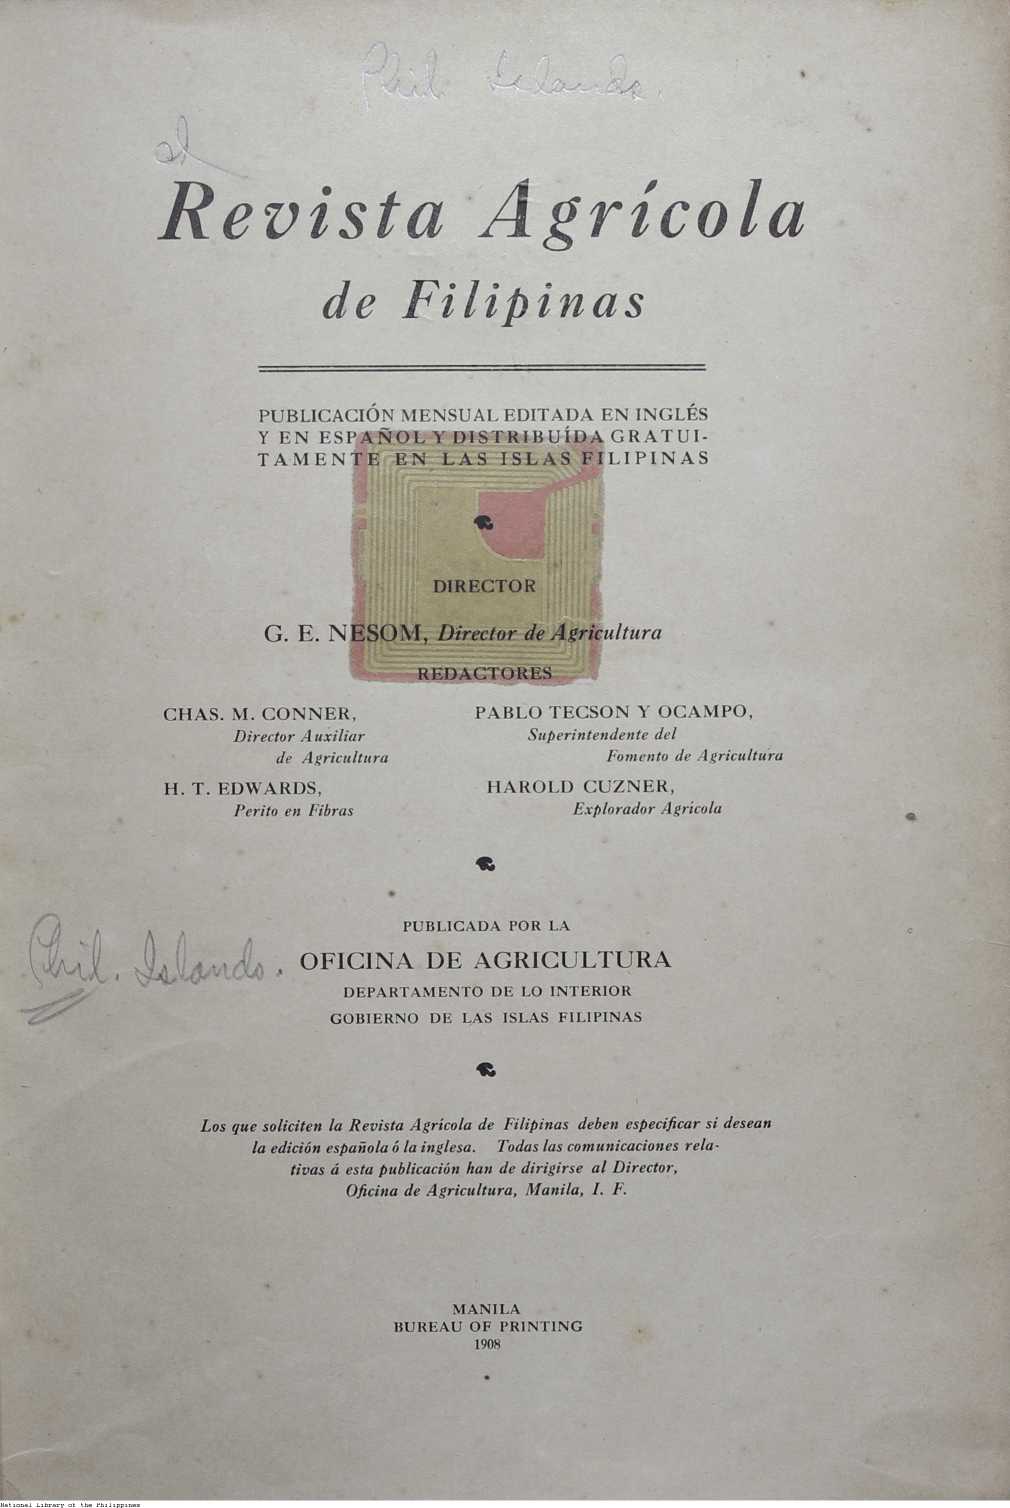 Phil. Islands.
Revista Agrícola
de Filipinas
PUBLICACIÓN MENSUAL EDITADA EN INGLÉS
Y EN ESPAÑOL Y DISTRIBUÍDA GRATUI-
TAMENTE EN LAS ISLAS FILIPINAS
DIRECTOR
G. E. NESOM, Director de Agricultura
REDACTORES
CHAS. M. CONNER,
Director Auxiliar
de Agricultura
PABLO TECSON Y OCAMPO,
Superintendente del
Fomento de Agricultura
H. T. EDWARDS,
Perito en Fibras
HAROLD CUZNER,
Explorador Agrícola
PUBLICADA POR LA
Phil. Islands.
OFICINA DE AGRICULTURA
DEPARTAMENTO DE LO INTERIOR
GOBIERNO DE LAS ISLAS FILIPINAS
Los que soliciten la Revista Agrícola de Filipinas deben especificar si desean
la edición española ó la inglesa. Todas las comunicaciones rela-
tivas á esta publicación han de dirigirse al Director,
Oficina de Agricultura, Manila, I. F.
MANILA
BUREAU OF PRINTING
1908
National Library of the Philippines